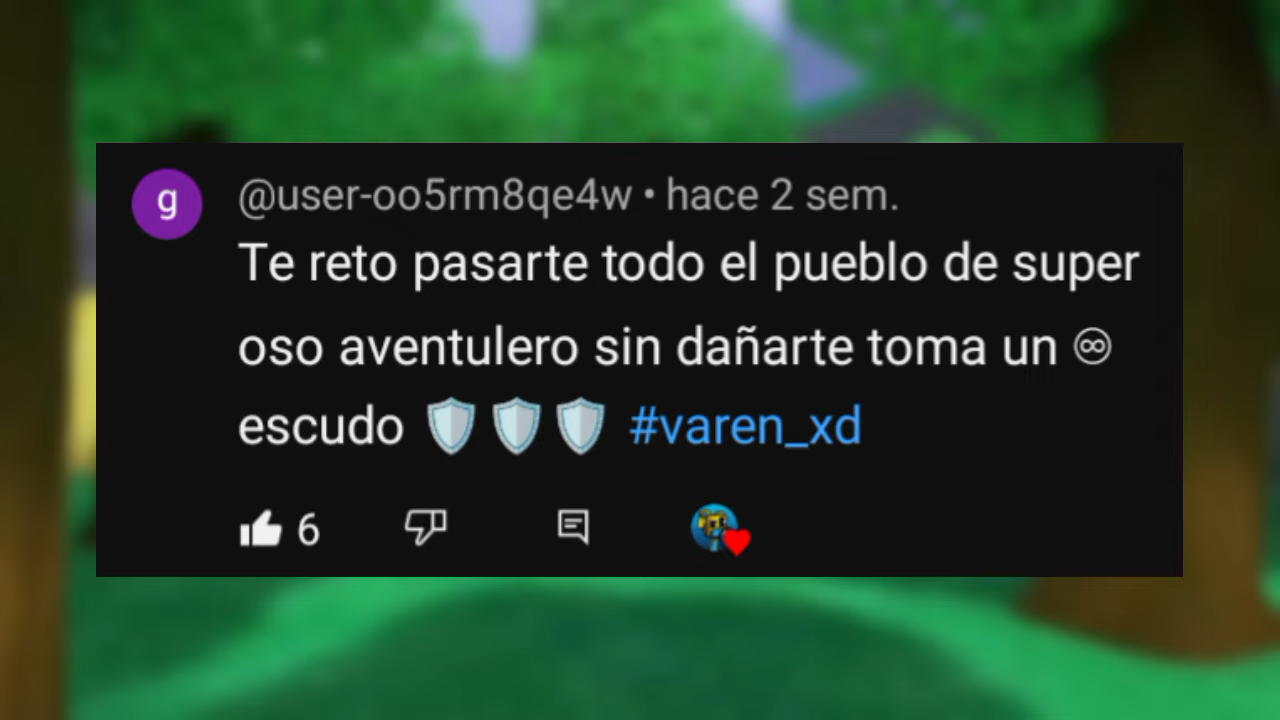 g
@user-oo5rm8qe4w • hace 2 sem.
Te reto pasarte todo el pueblo de super
oso aventulero sin dañarte toma un ♾
escudo 🛡️🛡️🛡️ #varen_xd
6